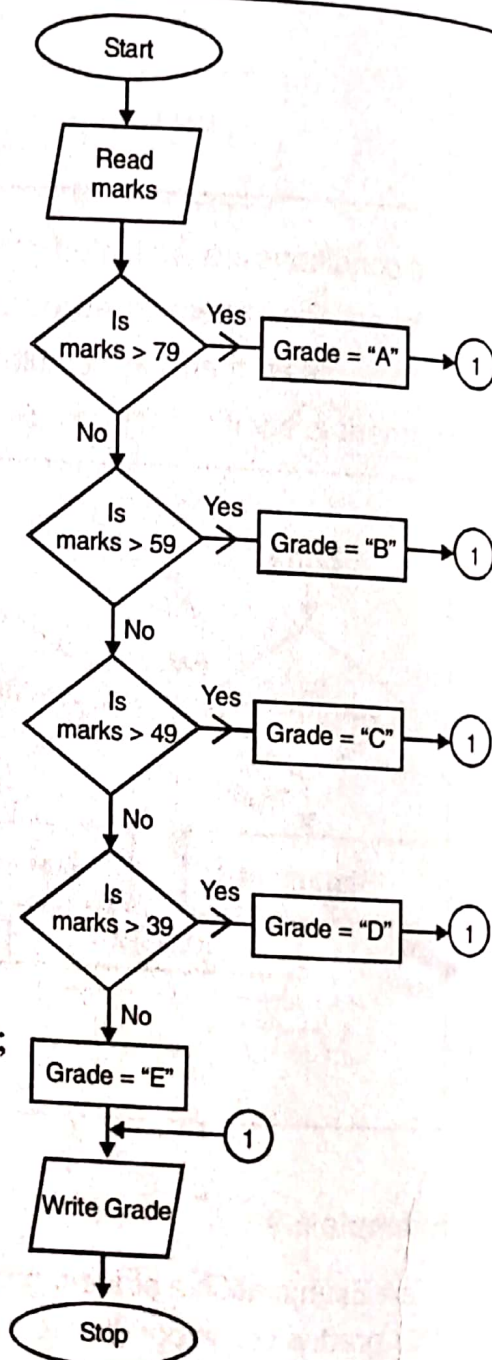 Start
Read
marks
Is
marks > 79
Yes
Grade = “A”
1
No
Is
marks > 59
Yes
Grade = “B”
1
No
Is
marks > 49
Yes
Grade = “C”
1
No
Is
marks > 39
Yes
Grade = “D”
1
No
;
Grade = “E”
1
Write Grade
Stop